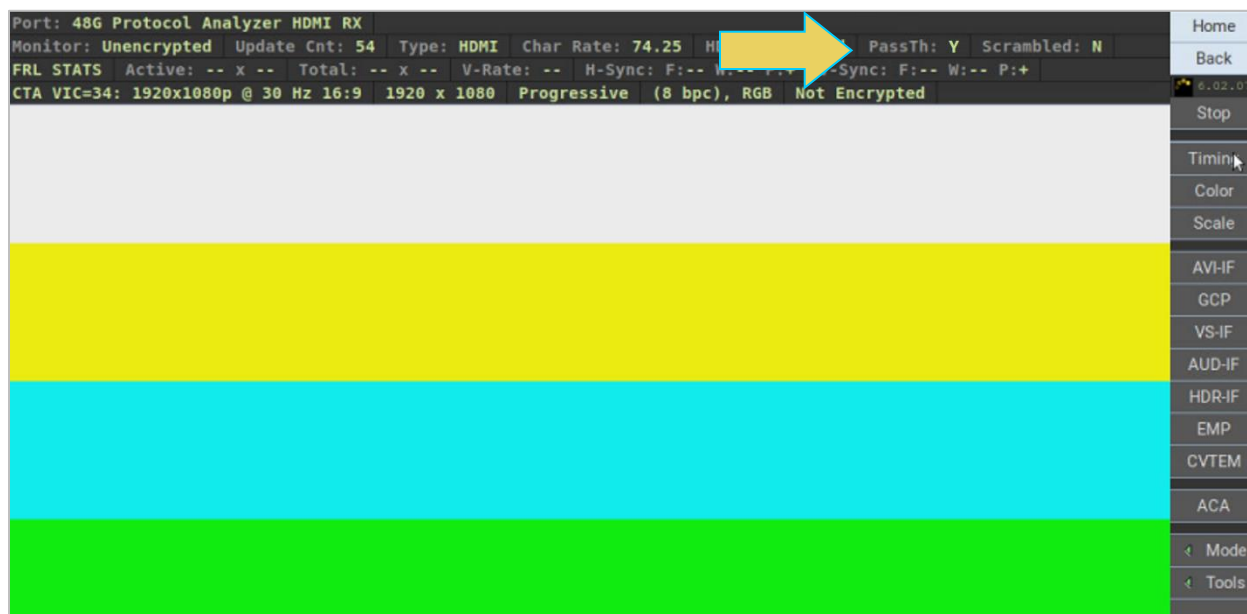 Port: 48G Protocol Analyzer HDMI RX
Monitor: Unencrypted Update Cnt: 54 Type: HDMI Char Rate: 74.25 PassTh: Y Scrambled: N
FRL STATS Active: -- x -- Total: -- x -- V-Rate: -- H-Sync: F:-- -Sync: F:-- W:-- P:+
CTA VIC=34: 1920x1080p @ 30 Hz 16:9 1920 x 1080 Progressive (8 bpc), RGB Not Encrypted
Home
Back
Stop
Timing
Color
Scale
AVI-IF
GCP
VS-IF
AUD-IF
HDR-IF
EMP
CVTEM
ACA
Mode
Tools